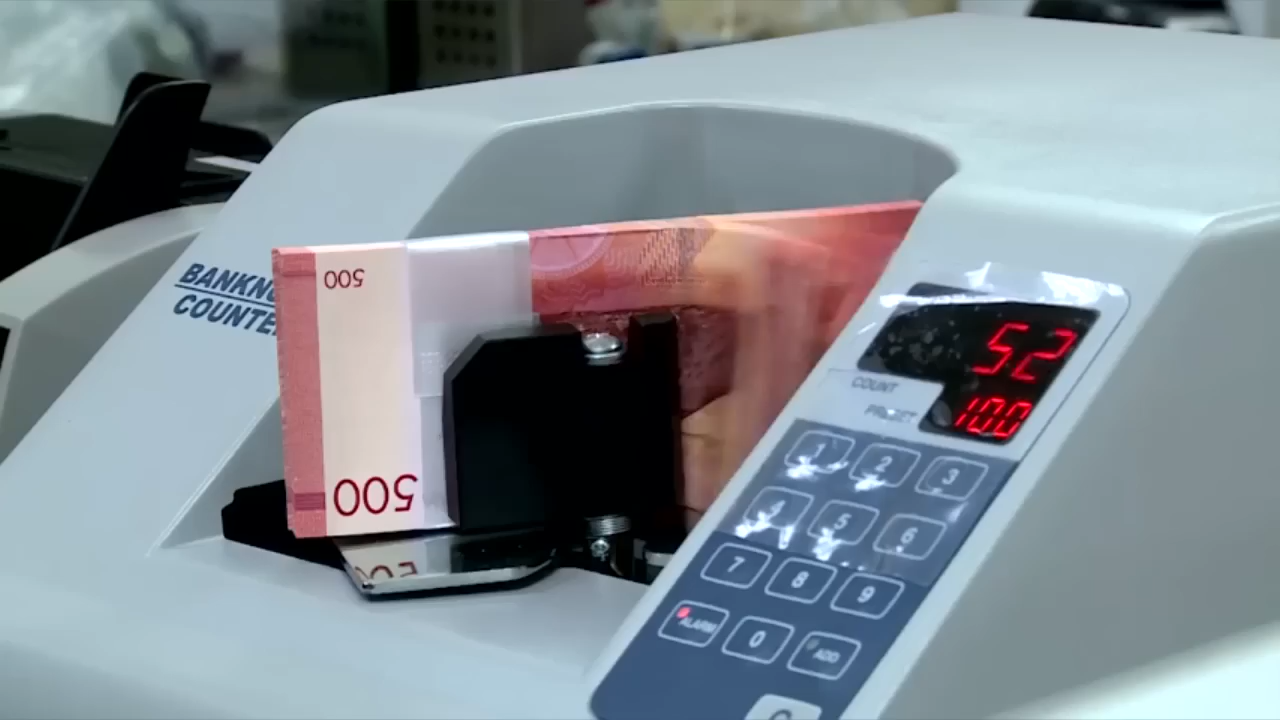 BANKN
COUNTE
500
500
52
100
COUNT
PRESET
1 2 3
4 5 6
7 8 9
ALARM 0 ADD